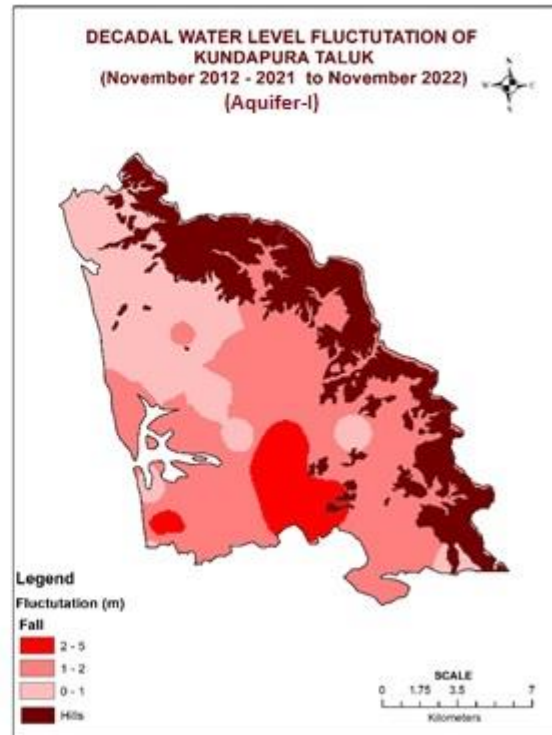 DECADAL WATER LEVEL FLUCTUTATION OF
KUNDAPURA TALUK
(November 2012 - 2021 to November 2022)
(Aquifer-I)
N
W
E
S
Legend
Fluctutation (m)
Fall
2 - 5
1 - 2
0 - 1
Hills
SCALE
0 1.75 3.5 7
Kilometers